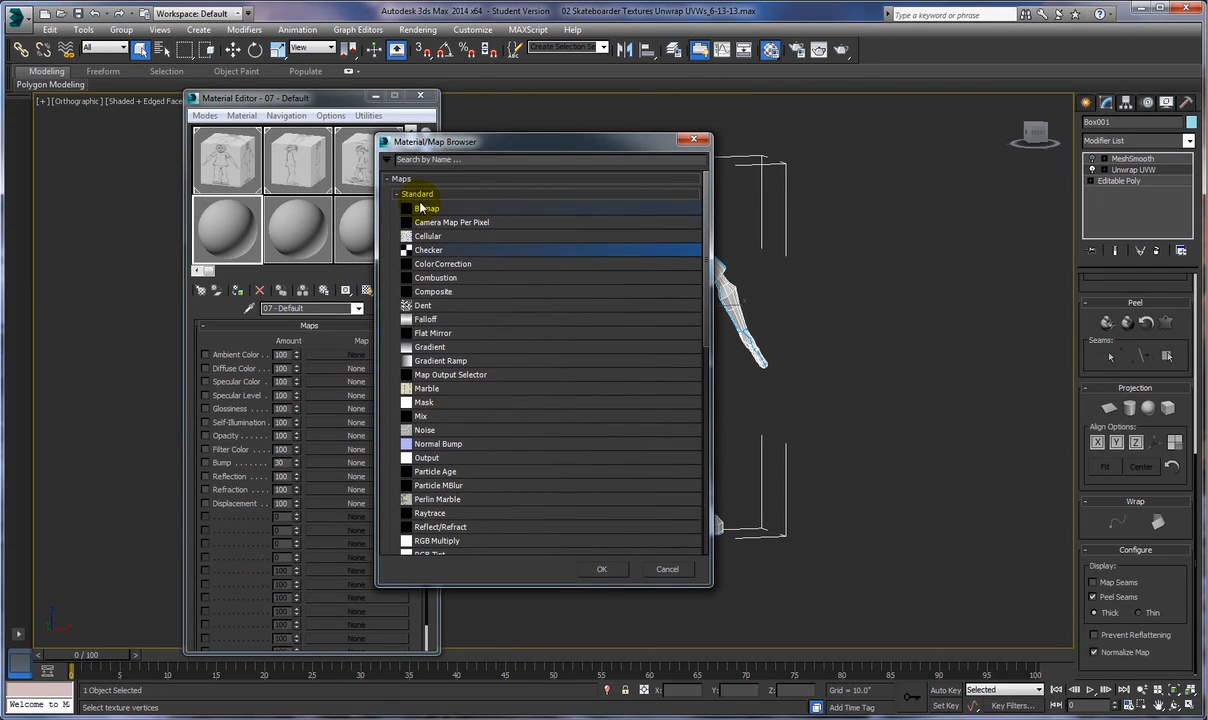 Workspace: Default
Autodesk 3ds Max 2014 - Student Version
02 Skateboarder Textures Unwrap UVWs_6-13-13.max
Type a keyword or phrase
Edit
Tools
Group
Views
Create
Modifiers
Animation
Graph Editors
Rendering
Customize
MAXScript
Help
All
View
Create Selection Se
Modeling
Freeform
Selection
Object Paint
Populate
Polygon Modeling
[+] [Orthographic] [Shaded + Edged Face
Material Editor - 07 - Default
Modes
Material
Navigation
Options
Utilities
07 - Default
Maps
Amount
Map
Ambient Color . . . 100 None
Diffuse Color . . . . 100 None
Specular Color . . 100 None
Specular Level . . 100 None
Glossiness . . . . . 100 None
Self-Illumination . 100 None
Opacity . . . . . . . 100 None
Filter Color . . . . . 100 None
Bump . . . . . . . . 30 None
Reflection . . . . . 100 None
Refraction . . . . . 100 None
Displacement . . . 100 None
0 None
0 None
0 None
0 None
100 None
100 None
100 None
100 None
100 None
100 None
Material/Map Browser
Search by Name ...
- Maps
- Standard
Camera Map Per Pixel
Cellular
Checker
ColorCorrection
Combustion
Composite
Dent
Falloff
Flat Mirror
Gradient
Gradient Ramp
Map Output Selector
Marble
Mask
Mix
Noise
Normal Bump
Output
Particle Age
Particle MBlur
Perlin Marble
Raytrace
Reflect/Refract
RGB Multiply
RGB Tint
OK
Cancel
Box001
Modifier List
MeshSmooth
Unwrap UVW
Editable Poly
Peel
Seams:
Projection
Align Options:
X Y Z
Fit
Center
Wrap
Configure
Display:
Map Seams
Peel Seams
Thick
Thin
Prevent Reflattening
Normalize Map
0 / 100
0 5 10 15 20 25 30 35 40 45 50 55 60 65 70 75 80 85 90 95 100
Welcome to M
1 Object Selected
Select texture vertices
X:
Y:
Z:
Grid = 10.0"
Add Time Tag
Auto Key
Selected
Set Key
Key Filters...
0